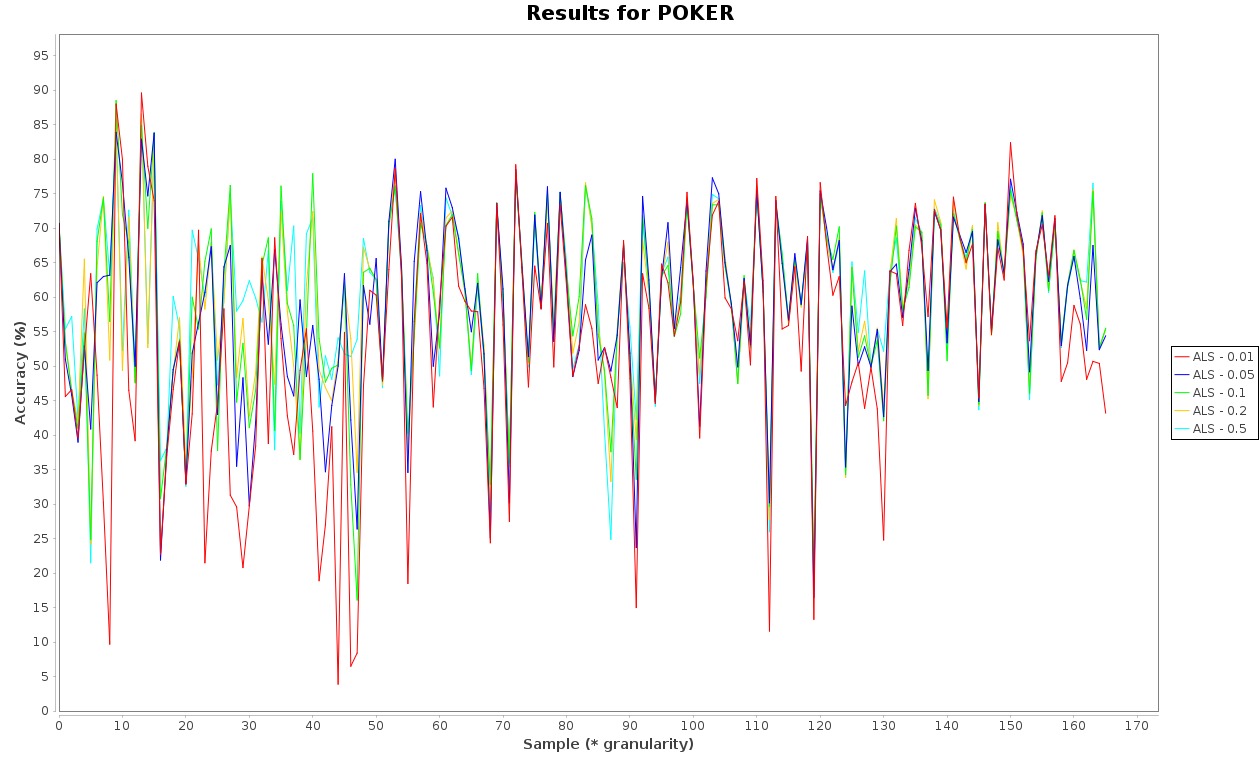 Results for POKER
Accuracy (%)
95
90
85
80
75
70
65
60
55
50
45
40
35
30
25
20
15
10
5
0
0 10 20 30 40 50 60 70 80 90 100 110 120 130 140 150 160 170
Sample (* granularity)
ALS - 0.01
ALS - 0.05
ALS - 0.1
ALS - 0.2
ALS - 0.5